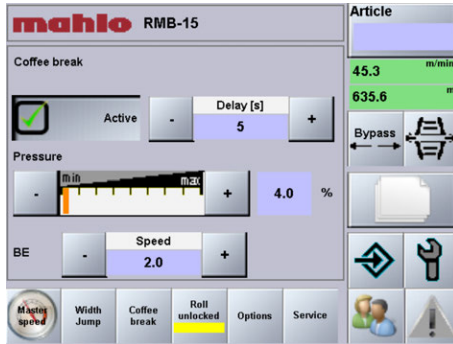 mahlo RMB-15
Article
Coffee break
45.3 m/min
635.6 m
Active
-
Delay [s]
5
+
Bypass
Pressure
min max
-
+
4.0 %
BE
-
Speed
2.0
+
Master speed
Width Jump
Coffee break
Roll unlocked
Options
Service